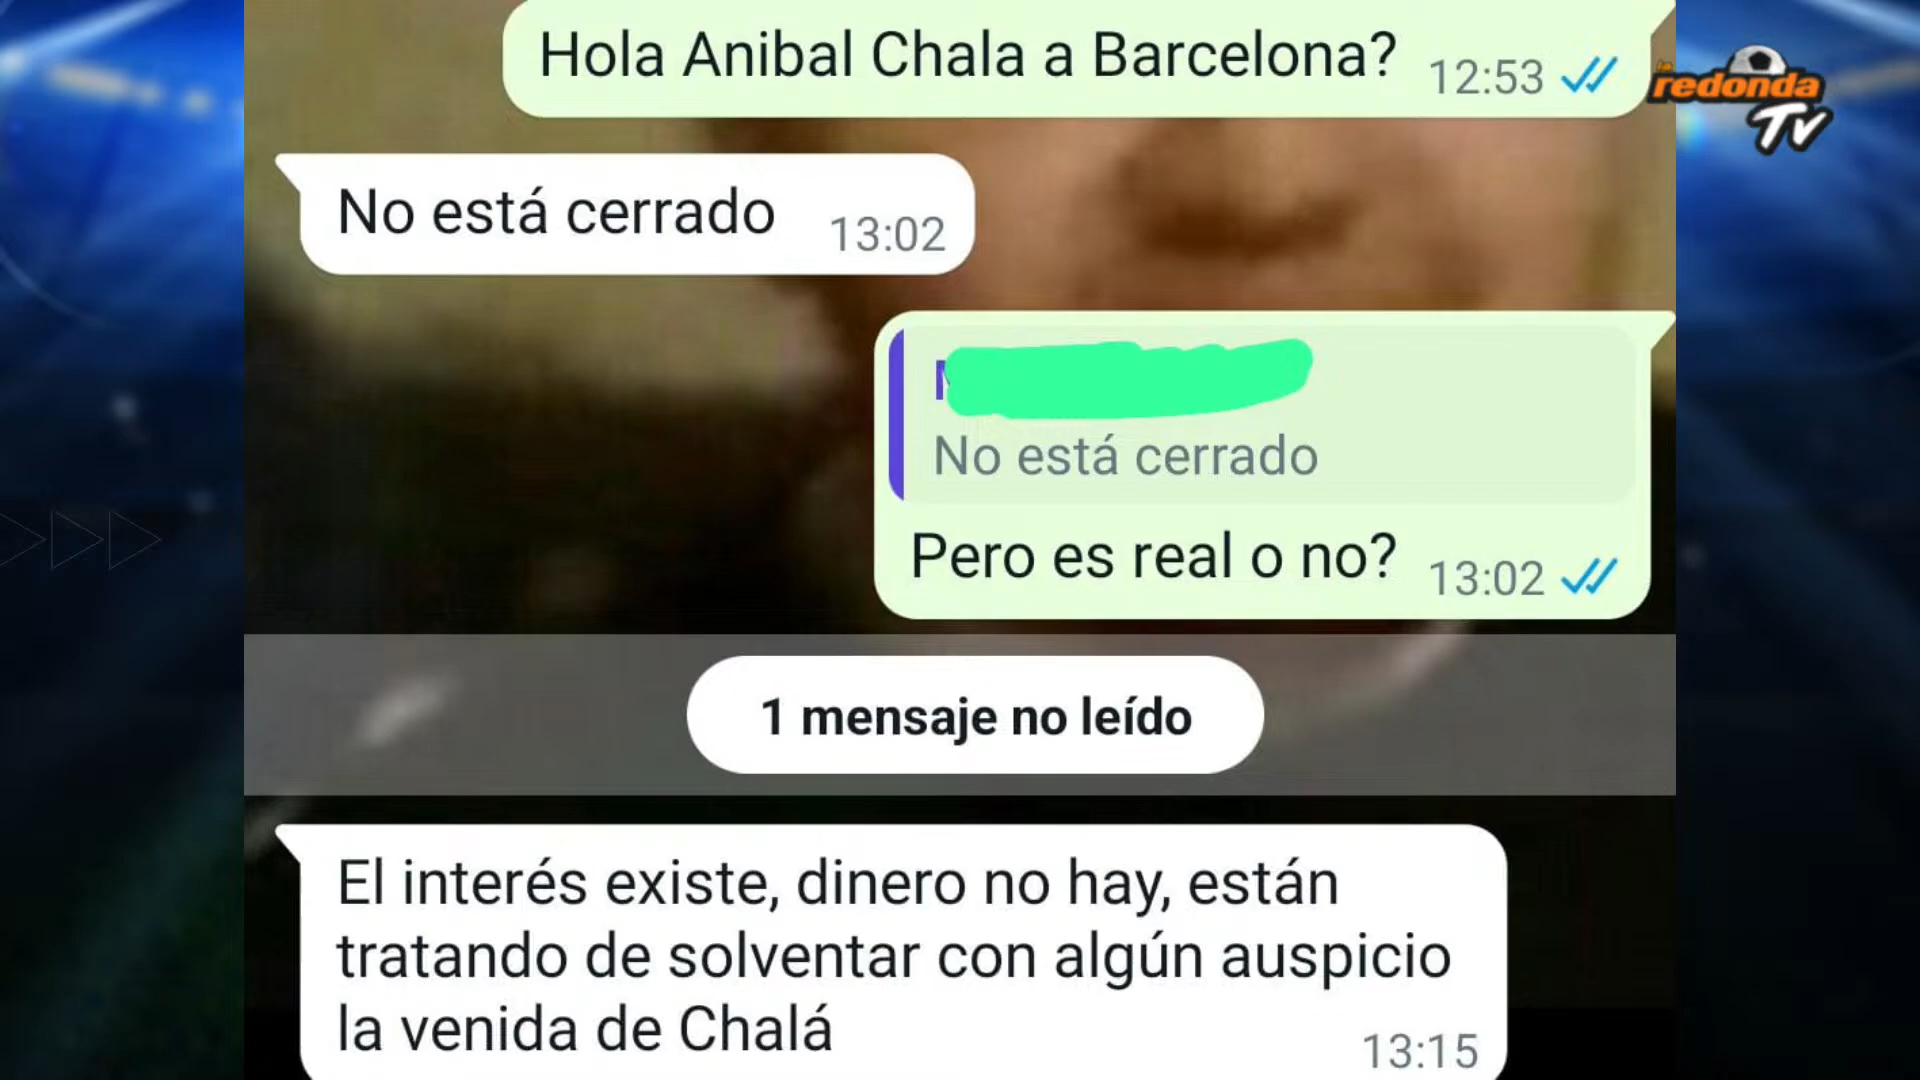 Hola Anibal Chala a Barcelona?
12:53
la redonda
Tv
No está cerrado
13:02
No está cerrado
Pero es real o no?
13:02
1 mensaje no leído
El interés existe, dinero no hay, están
tratando de solventar con algún auspicio
la venida de Chalá
13:15